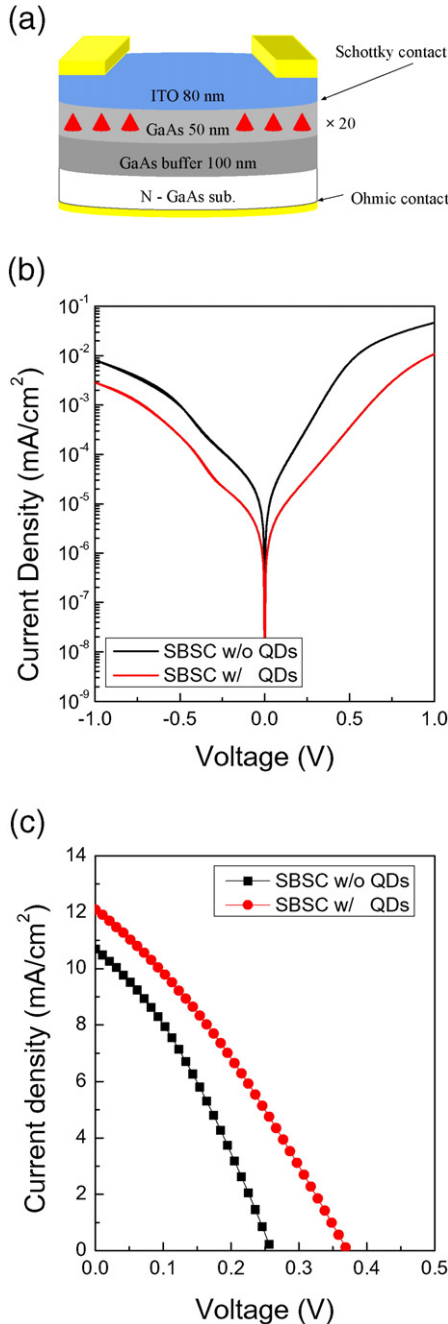 (a)
Schottky contact
ITO 80 nm
GaAs 50 nm
× 20
GaAs buffer 100 nm
N - GaAs sub.
Ohmic contact
(b)
10-1
10-2
10-3
10-4
10-5
10-6
10-7
10-8
10-9
Current Density (mA/cm2)
SBSC w/o QDs
SBSC w/ QDs
-1.0 -0.5 0.0 0.5 1.0
Voltage (V)
(c)
14
12
10
8
6
4
2
0
Current density (mA/cm2)
SBSC w/o QDs
SBSC w/ QDs
0.0 0.1 0.2 0.3 0.4 0.5
Voltage (V)